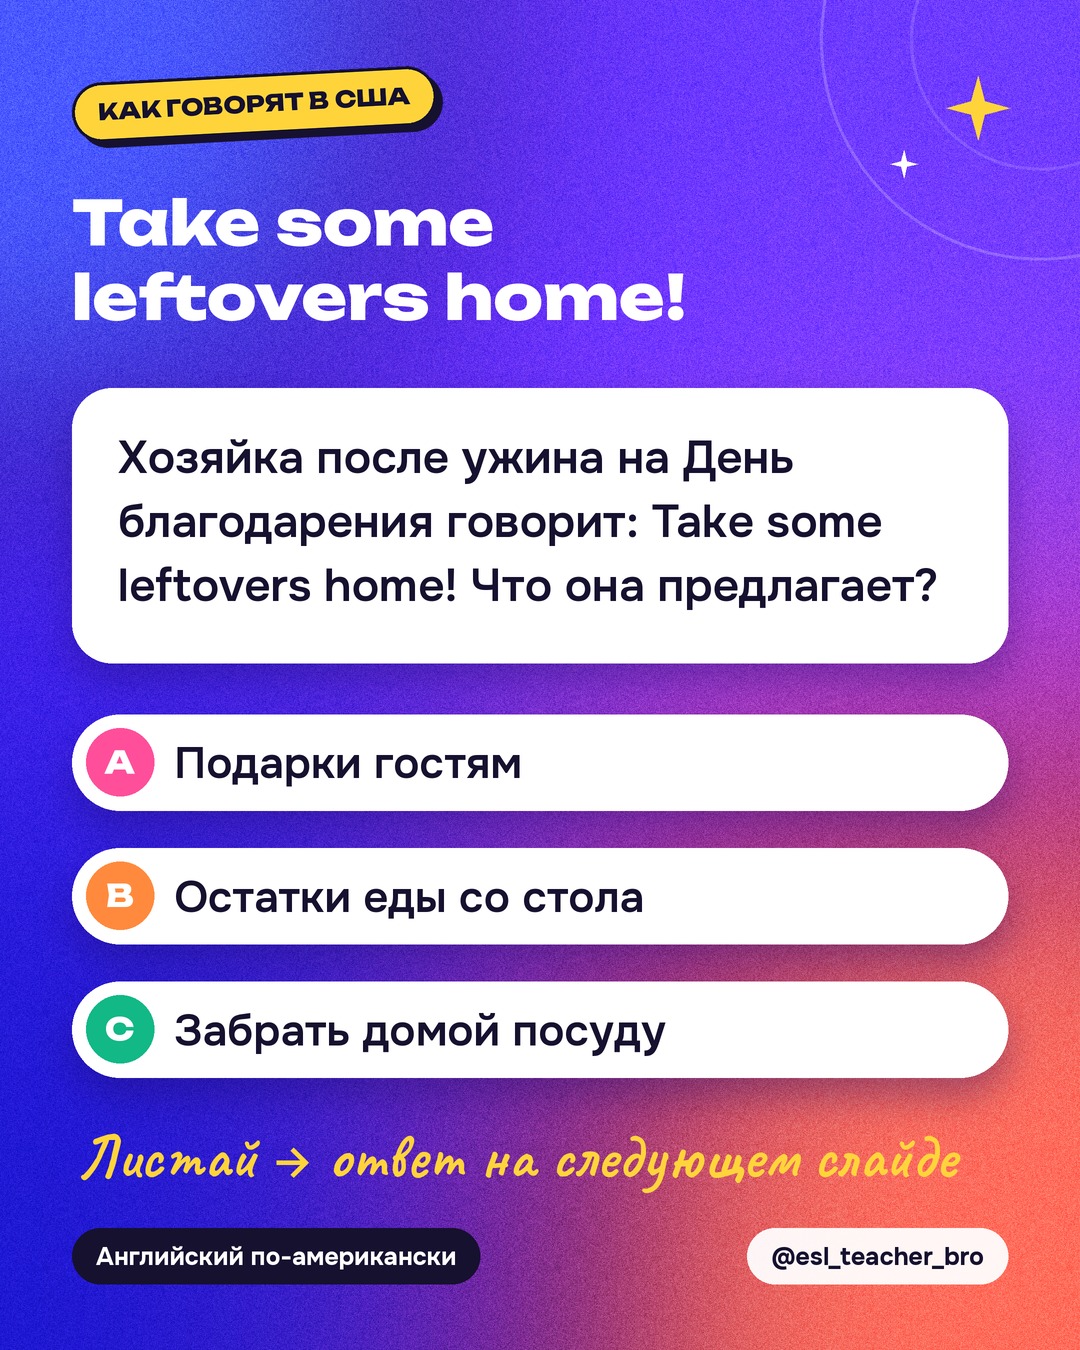 КАК ГОВОРЯТ В США
Take some
leftovers home!
Хозяйка после ужина на День
благодарения говорит: Take some
leftovers home! Что она предлагает?
A Подарки гостям
B Остатки еды со стола
C Забрать домой посуду
Листай → ответ на следующем слайде
Английский по-американски
@esl_teacher_bro